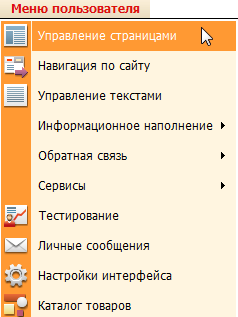 Меню пользователя
Управление страницами
Навигация по сайту
Управление текстами
Информационное наполнение
Обратная связь
Сервисы
Тестирование
Личные сообщения
Настройки интерфейса
Каталог товаров